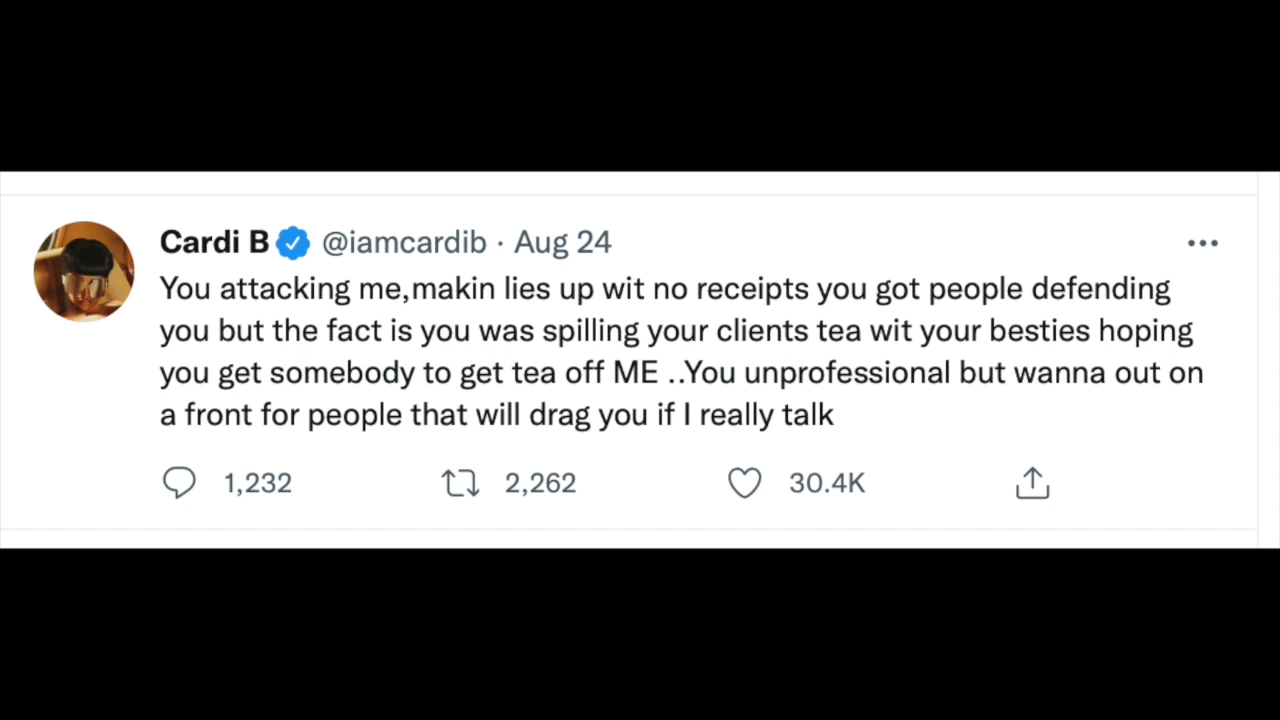 Cardi B @iamcardib · Aug 24
You attacking me,makin lies up wit no receipts you got people defending
you but the fact is you was spilling your clients tea wit your besties hoping
you get somebody to get tea off ME ..You unprofessional but wanna out on
a front for people that will drag you if I really talk
1,232 2,262 30.4K